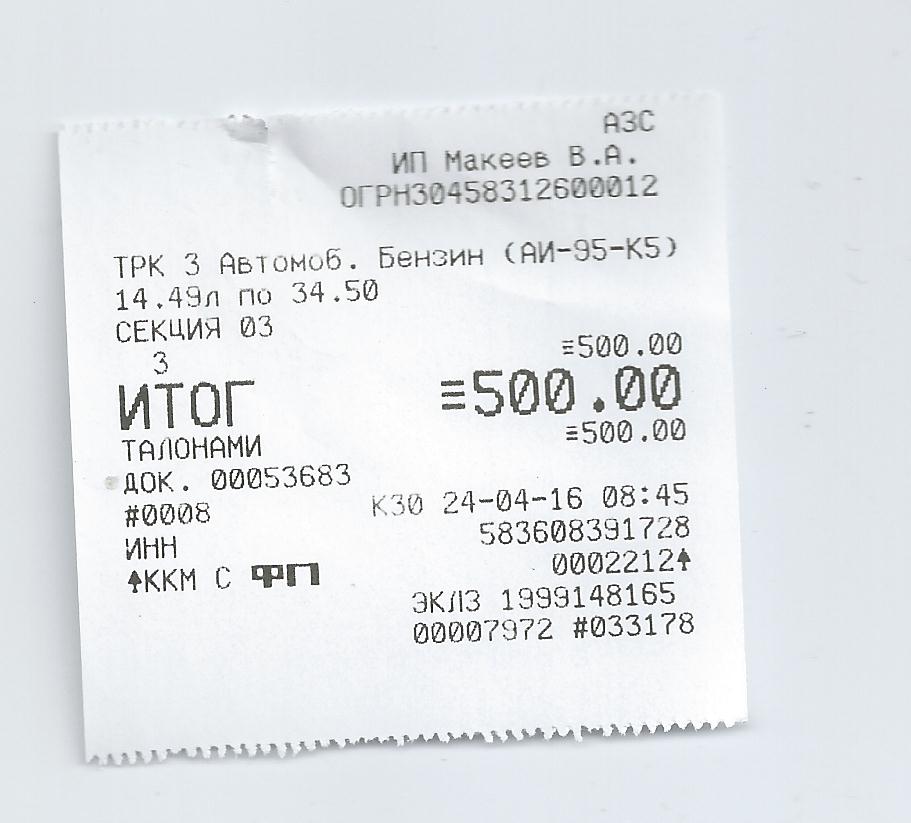 АЗС
ИП Макеев В.А.
ОГРН30458312600012
ТРК 3 Автомоб. Бензин (АИ-95-К5)
14.49л по 34.50
СЕКЦИЯ 03
3 ≡500.00
ИТОГ ≡500.00
ТАЛОНАМИ ≡500.00
ДОК. 00053683
#0008 К30 24-04-16 08:45
ИНН 583608391728
↑ККМ С ФП 0002212↑
ЭКЛЗ 1999148165
00007972 #033178